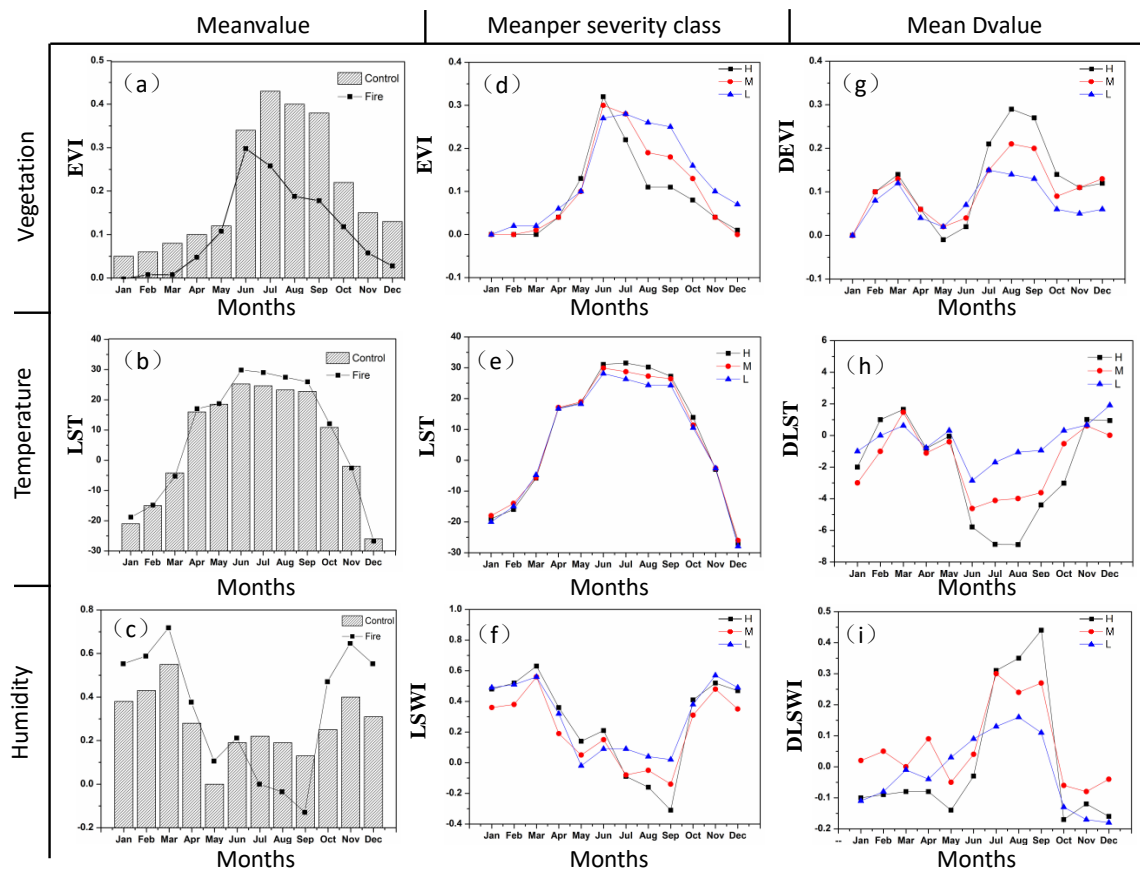 Meanvalue
Meanper severity class
Mean Dvalue
Vegetation
(a)
Control
Fire
EVI
0.5
0.4
0.3
0.2
0.1
0.0
Jan Feb Mar Apr May Jun Jul Aug Sep Oct Nov Dec
Months
(d)
H
M
L
EVI
0.4
0.3
0.2
0.1
0.0
-0.1
Jan Feb Mar Apr May Jun Jul Aug Sep Oct Nov Dec
Months
(g)
H
M
L
DEVI
0.4
0.3
0.2
0.1
0.0
-0.1
Jan Feb Mar Apr May Jun Jul Aug Sep Oct Nov Dec
Months
Temperature
(b)
Control
Fire
LST
40
30
20
10
0
-10
-20
-30
Jan Feb Mar Apr May Jun Jul Aug Sep Oct Nov Dec
Months
(e)
H
M
L
LST
40
30
20
10
0
-10
-20
-30
Jan Feb Mar Apr May Jun Jul Aug Sep Oct Nov Dec
Months
(h)
H
M
L
DLST
6
4
2
0
-2
-4
-6
-8
Jan Feb Mar Apr May Jun Jul Aug Sep Oct Nov Dec
Months
Humidity
(c)
Control
Fire
0.8
0.6
0.4
0.2
0.0
-0.2
Jan Feb Mar Apr May Jun Jul Aug Sep Oct Nov Dec
Months
(f)
H
M
L
LSWI
1.0
0.8
0.6
0.4
0.2
0.0
-0.2
-0.4
Jan Feb Mar Apr May Jun Jul Aug Sep Oct Nov Dec
Months
(i)
H
M
L
DLSWI
0.5
0.4
0.3
0.2
0.1
0.0
-0.1
-0.2
-- Jan Feb Mar Apr May Jun Jul Aug Sep Oct Nov Dec
Months